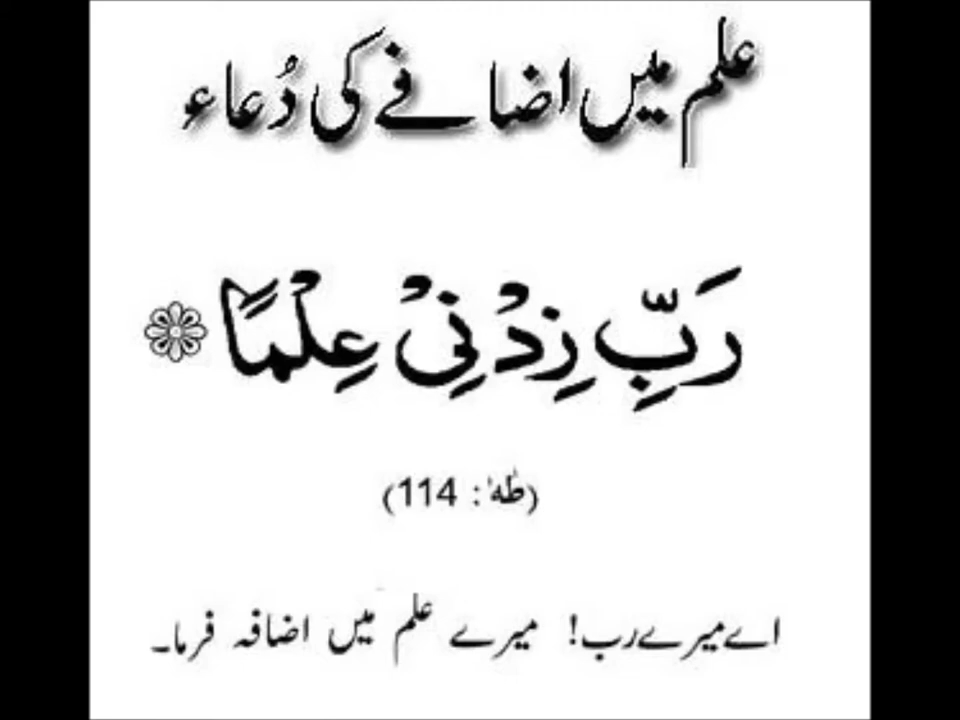 علم میں اضافے کی دُعاء
رَبِّ زِدْنِیْ عِلْمًا
(طٰهٰ: 114)
اے میرے رب! میرے علم میں اضافہ فرما۔